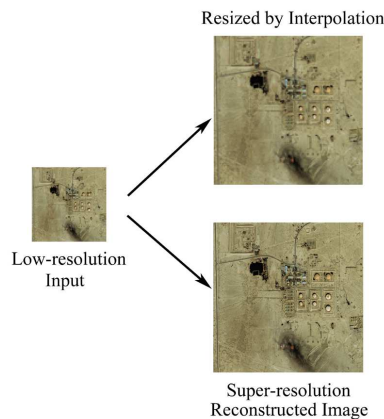 Resized by Interpolation
Low-resolution
Input
Super-resolution
Reconstructed Image